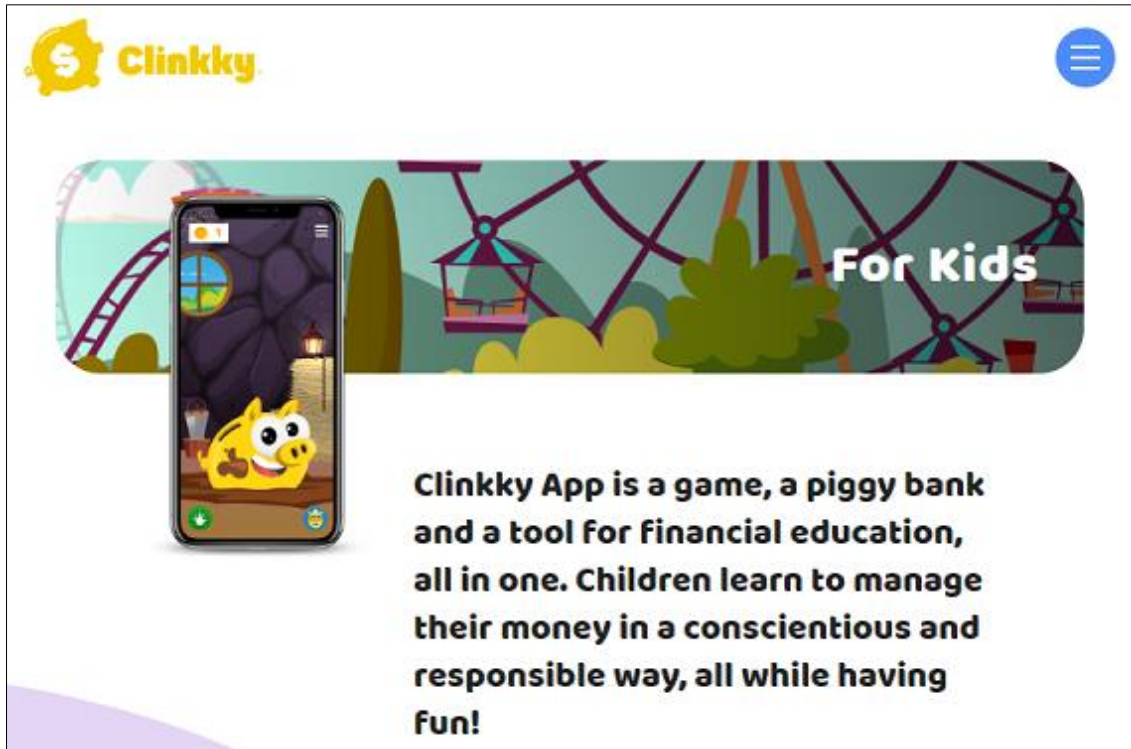 $ Clinkky
1
For Kids
Clinkky App is a game, a piggy bank
and a tool for financial education,
all in one. Children learn to manage
their money in a conscientious and
responsible way, all while having
fun!